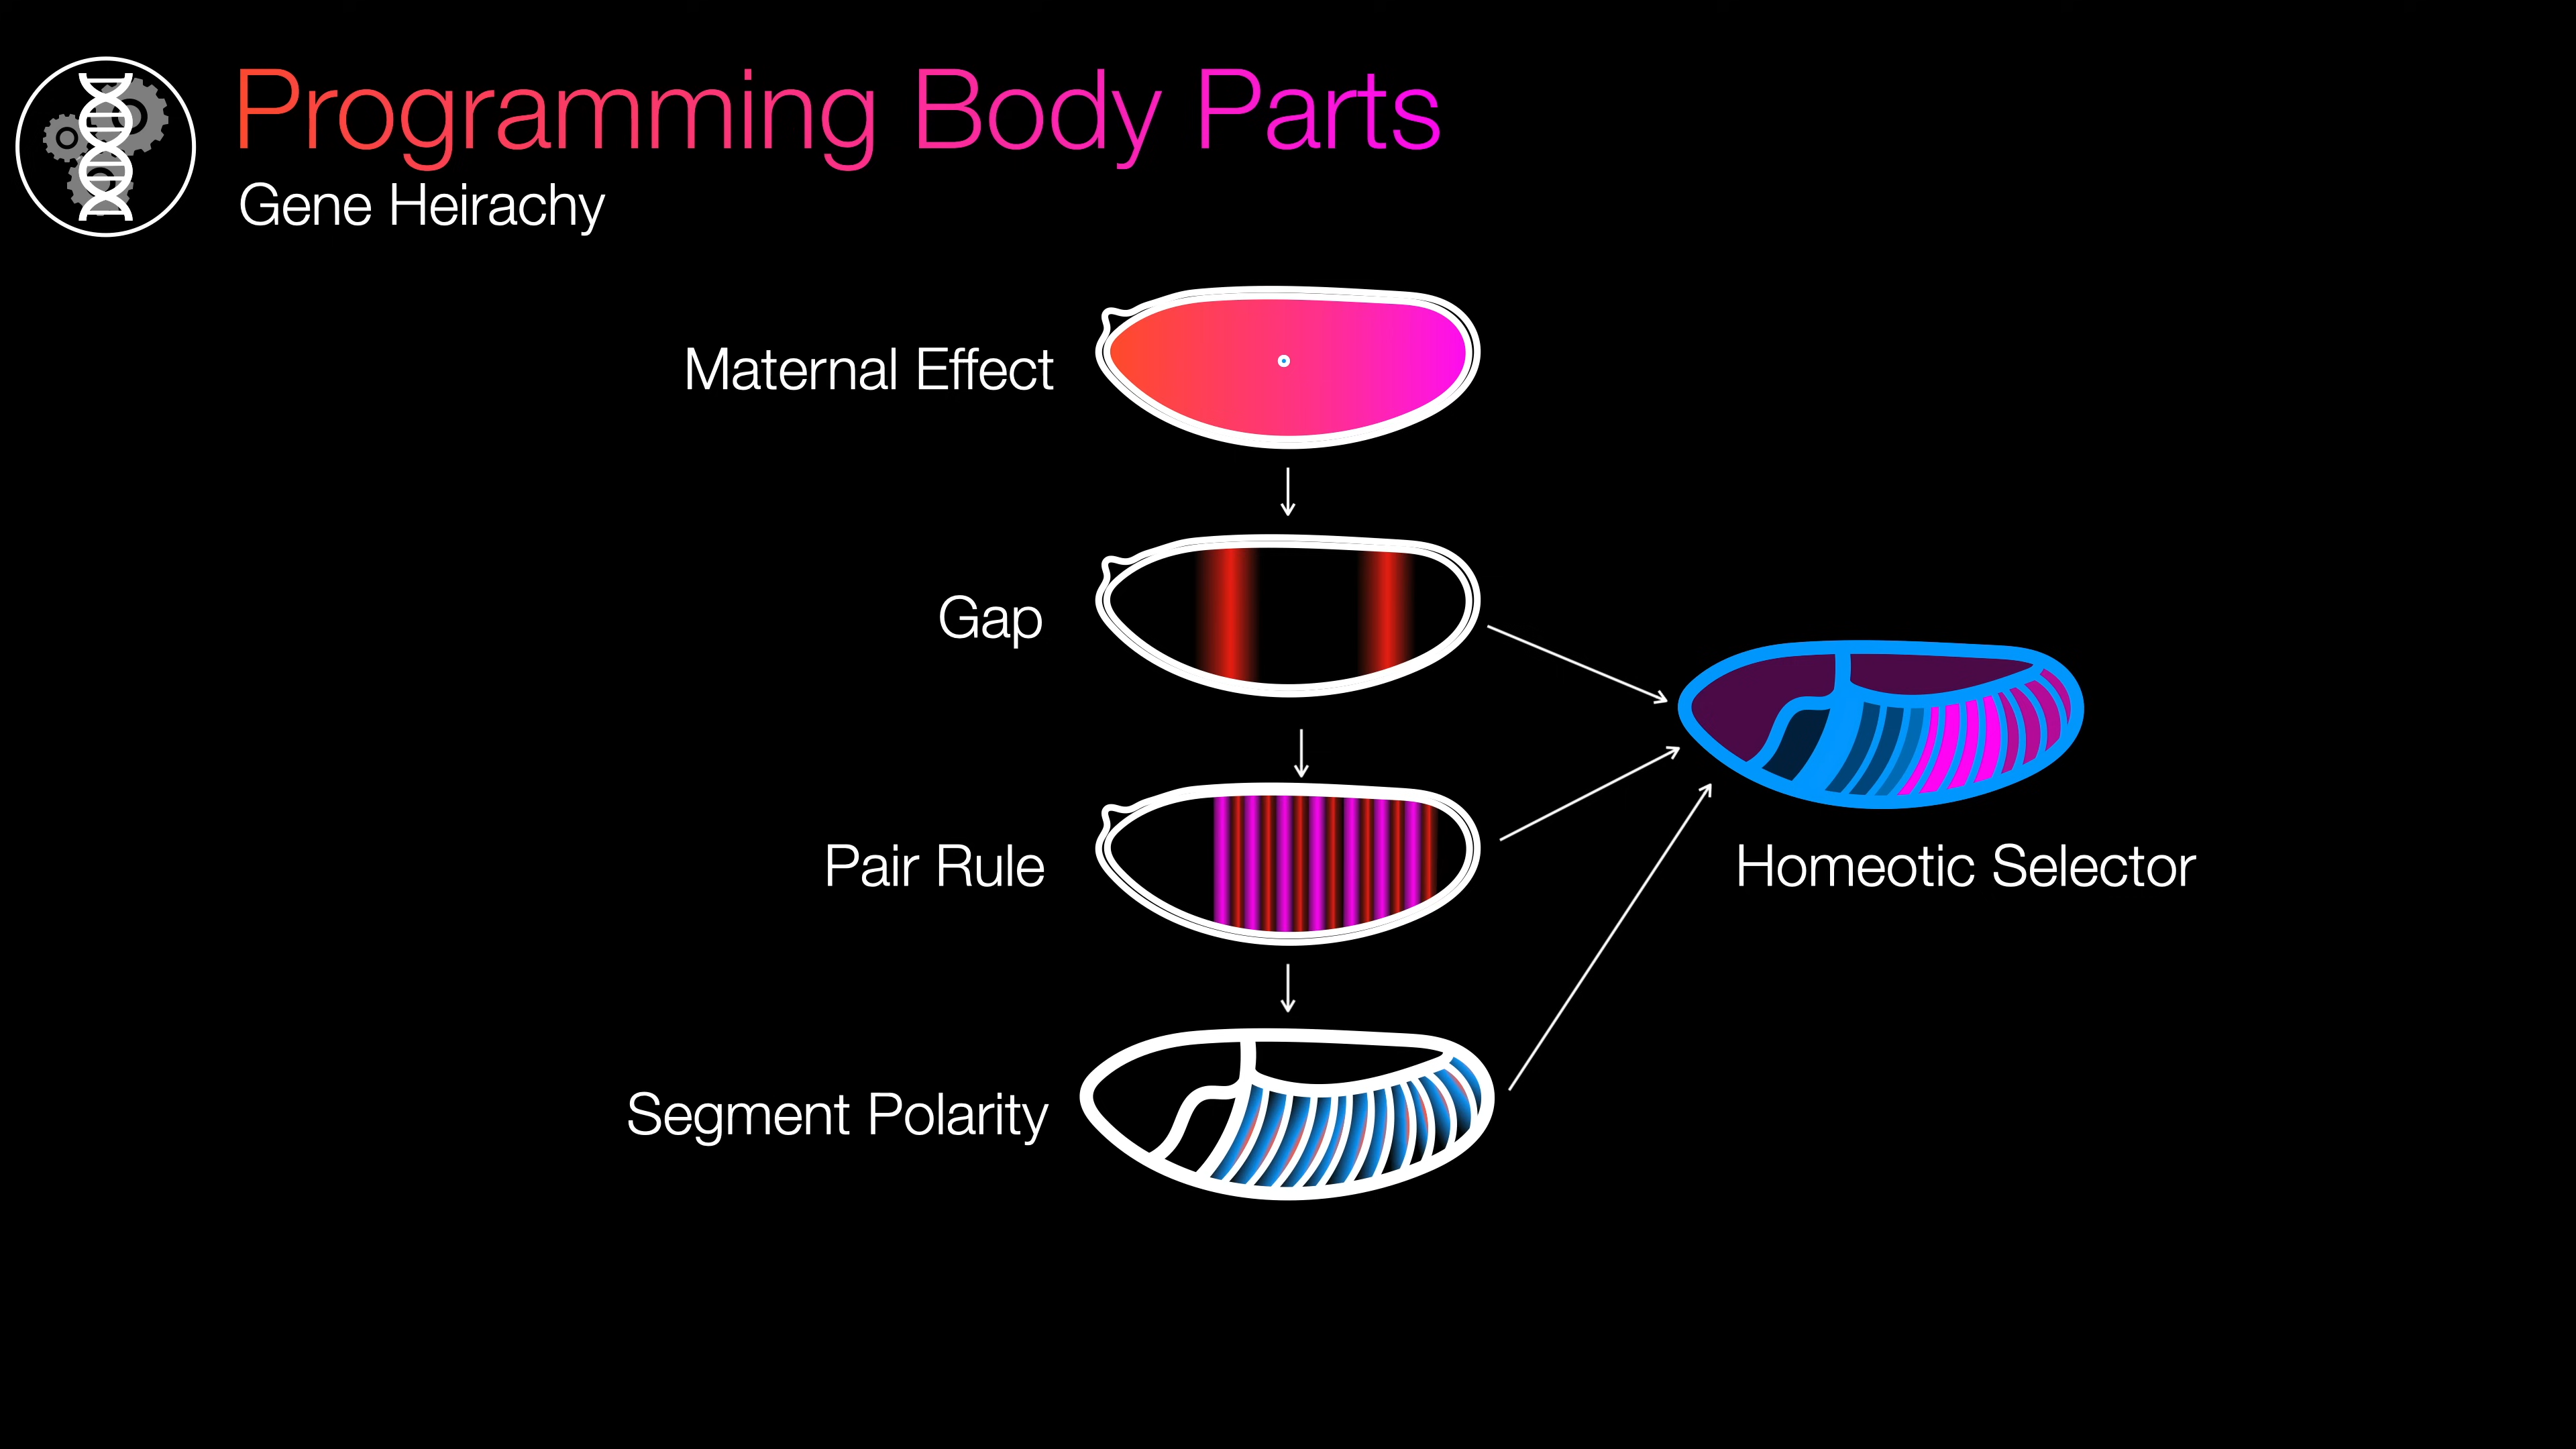 Programming Body Parts
Gene Heirachy
Maternal Effect
Gap
Pair Rule
Homeotic Selector
Segment Polarity